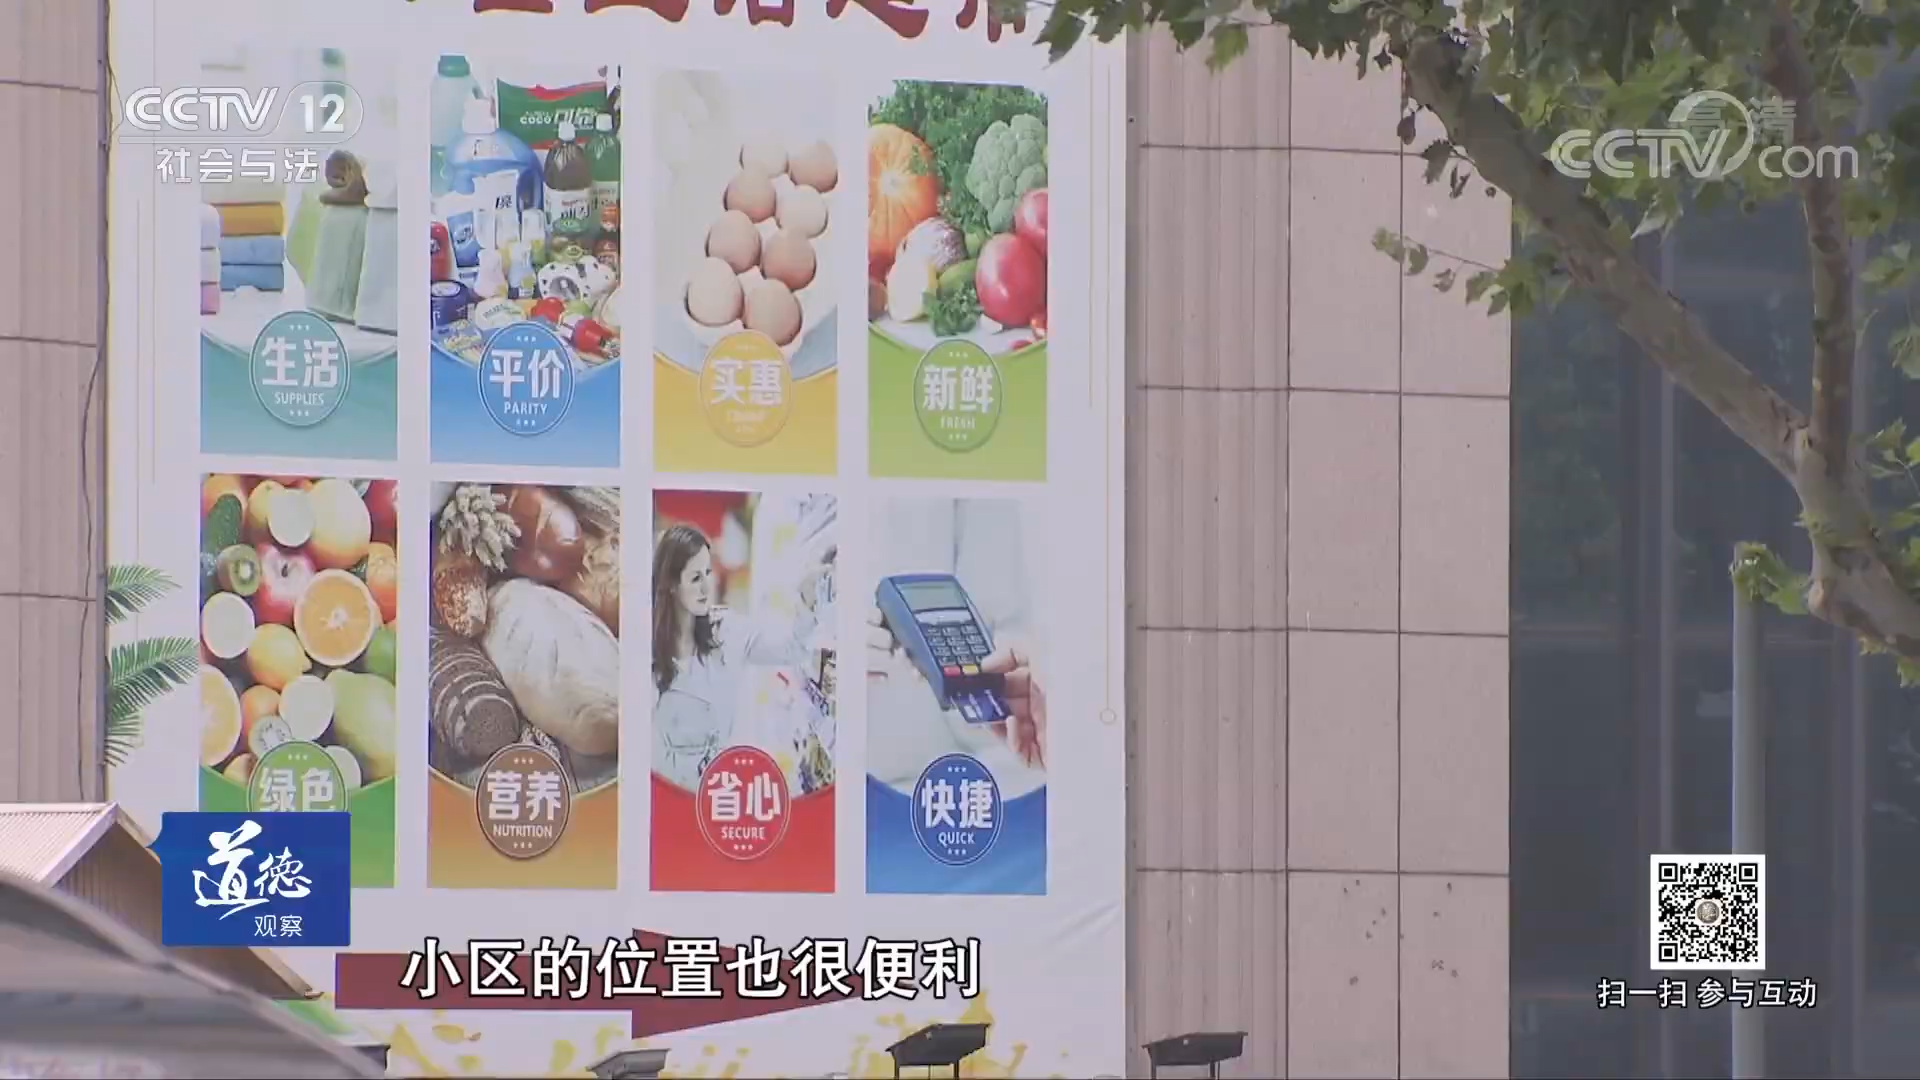 CCTV 12
社会与法
高清
CCTV com
生活
SUPPLIES
平价
PARITY
实惠
新鲜
FRESH
绿色
营养
NUTRITION
省心
SECURE
快捷
QUICK
道德
观察
小区的位置也很便利
扫一扫 参与互动